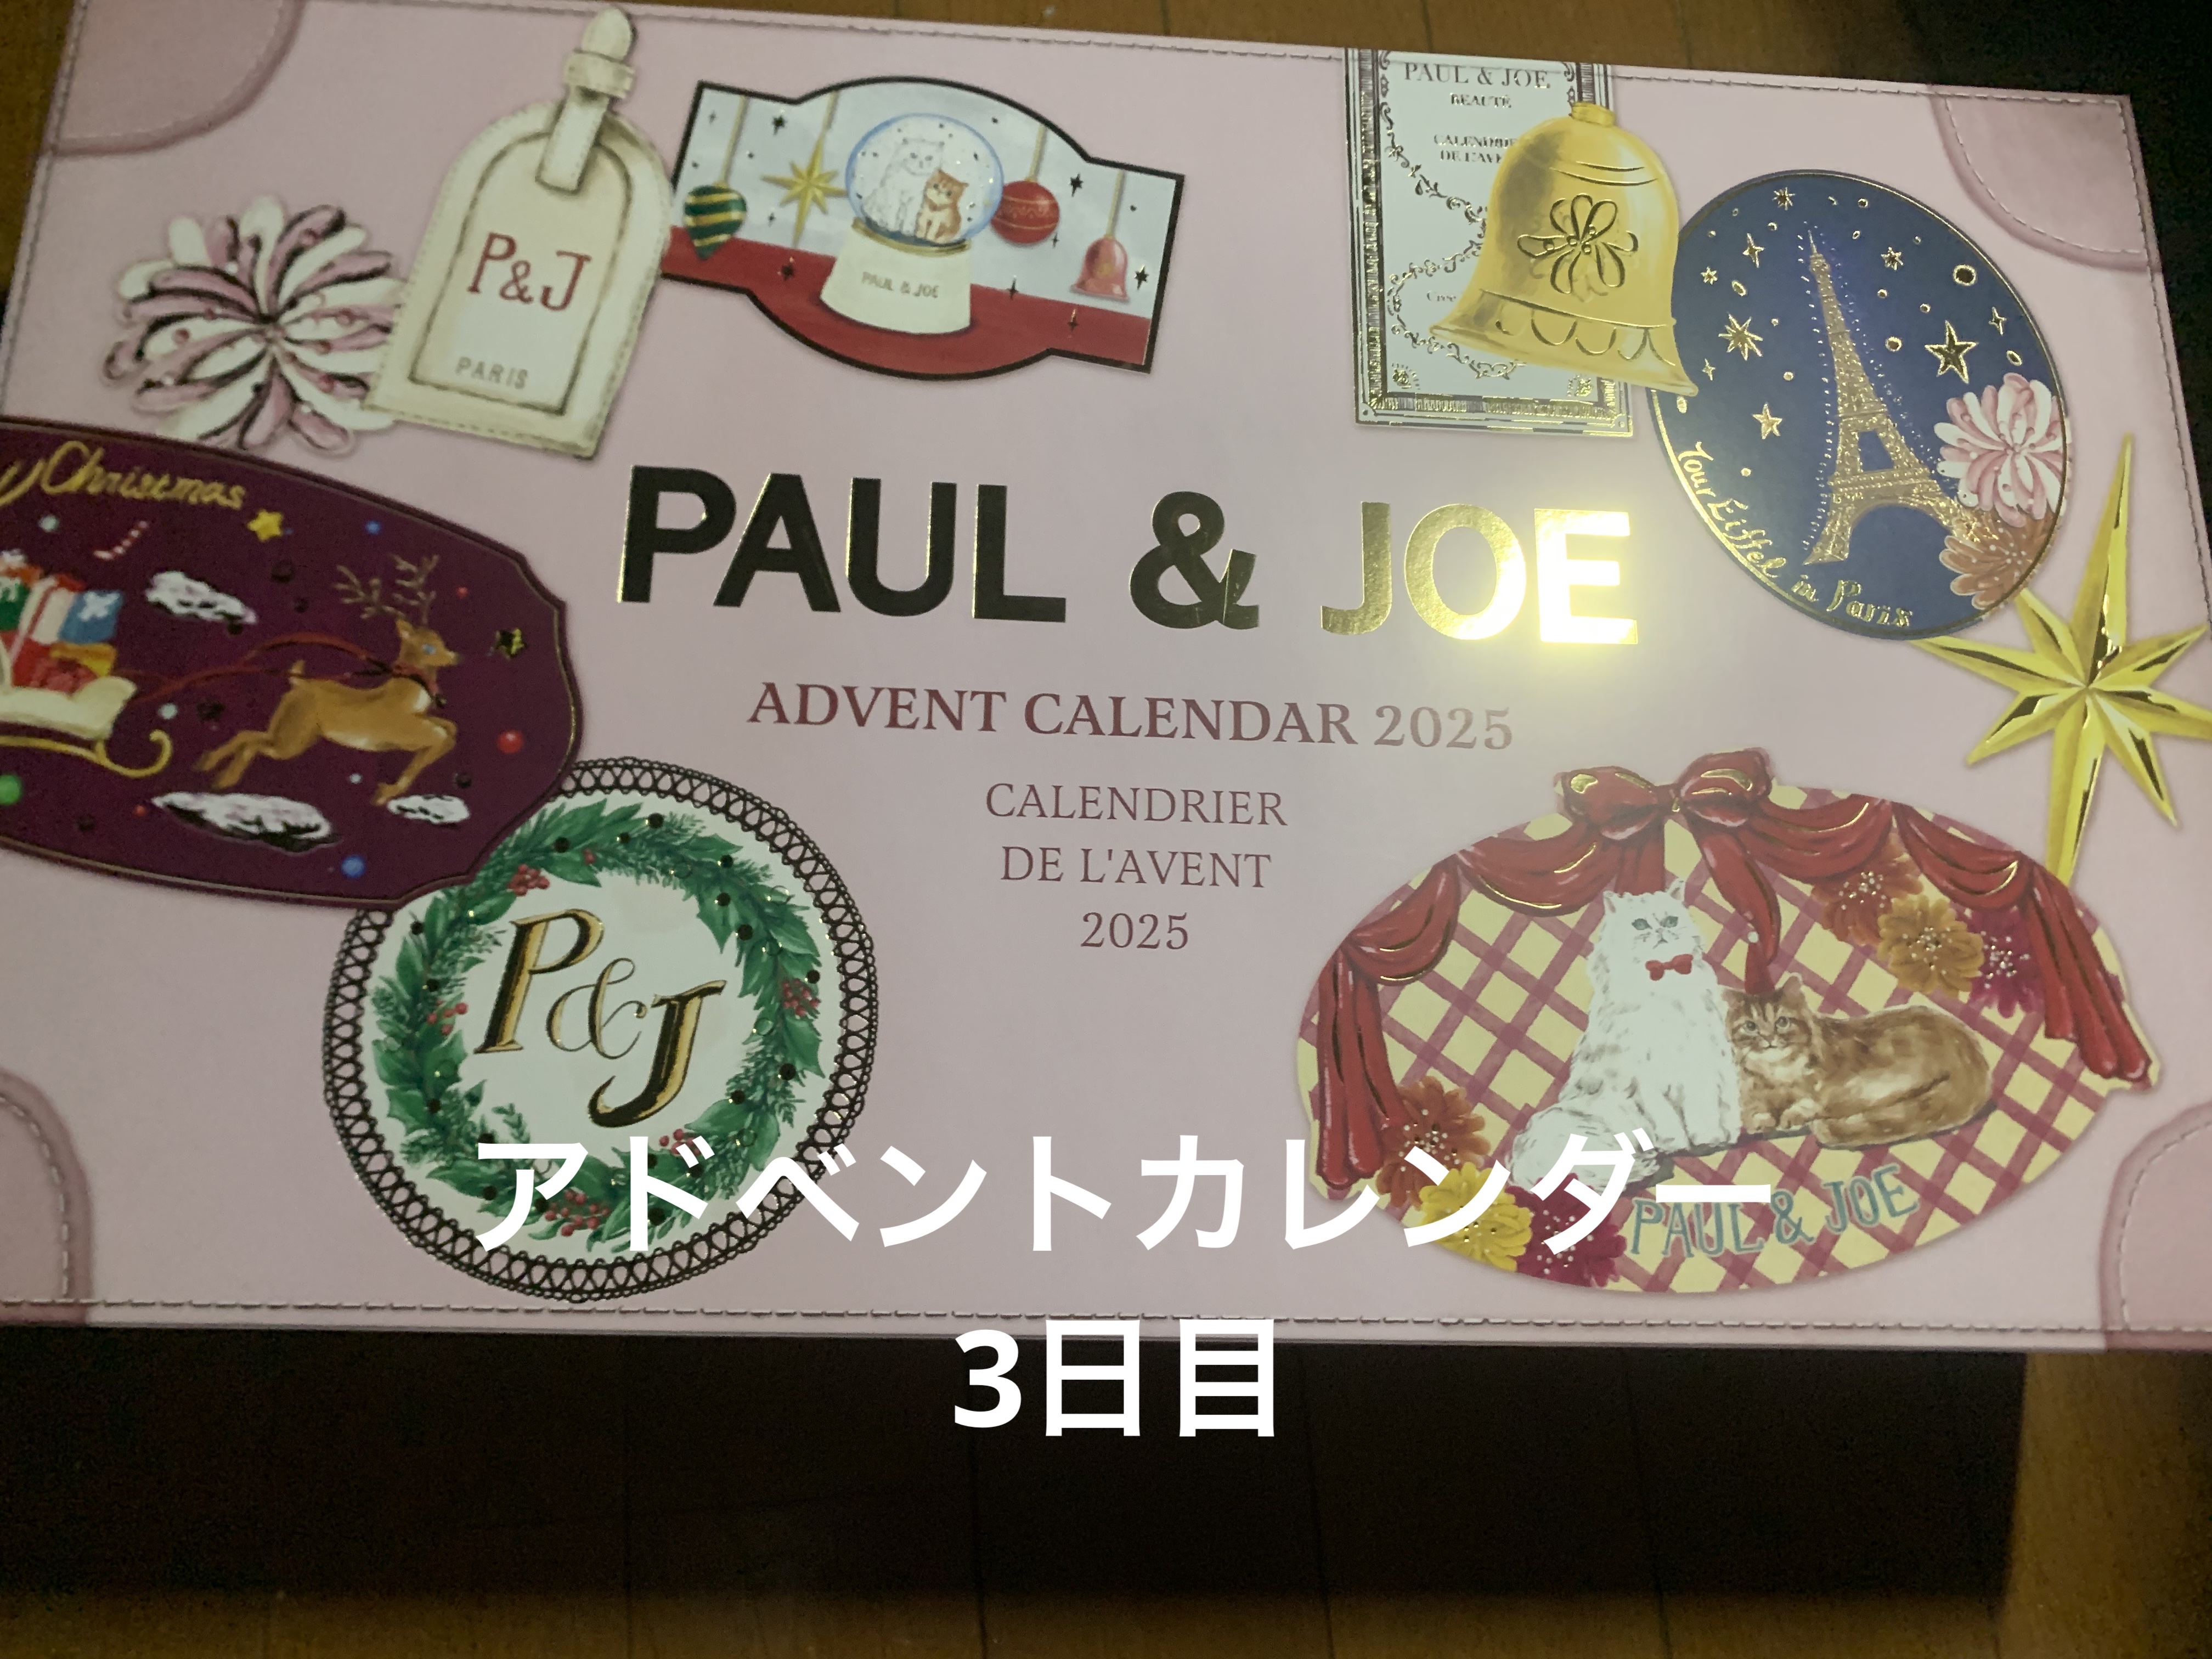 P&J
PARIS
PAUL & JOE
PAUL & JOE
BEAUTÉ
Christmas
PAUL & JOE
Tour Eiffel in Paris
ADVENT CALENDAR 2025
CALENDRIER
DE L'AVENT
2025
P&J
PAUL & JOE
アドベントカレンダー
3日目